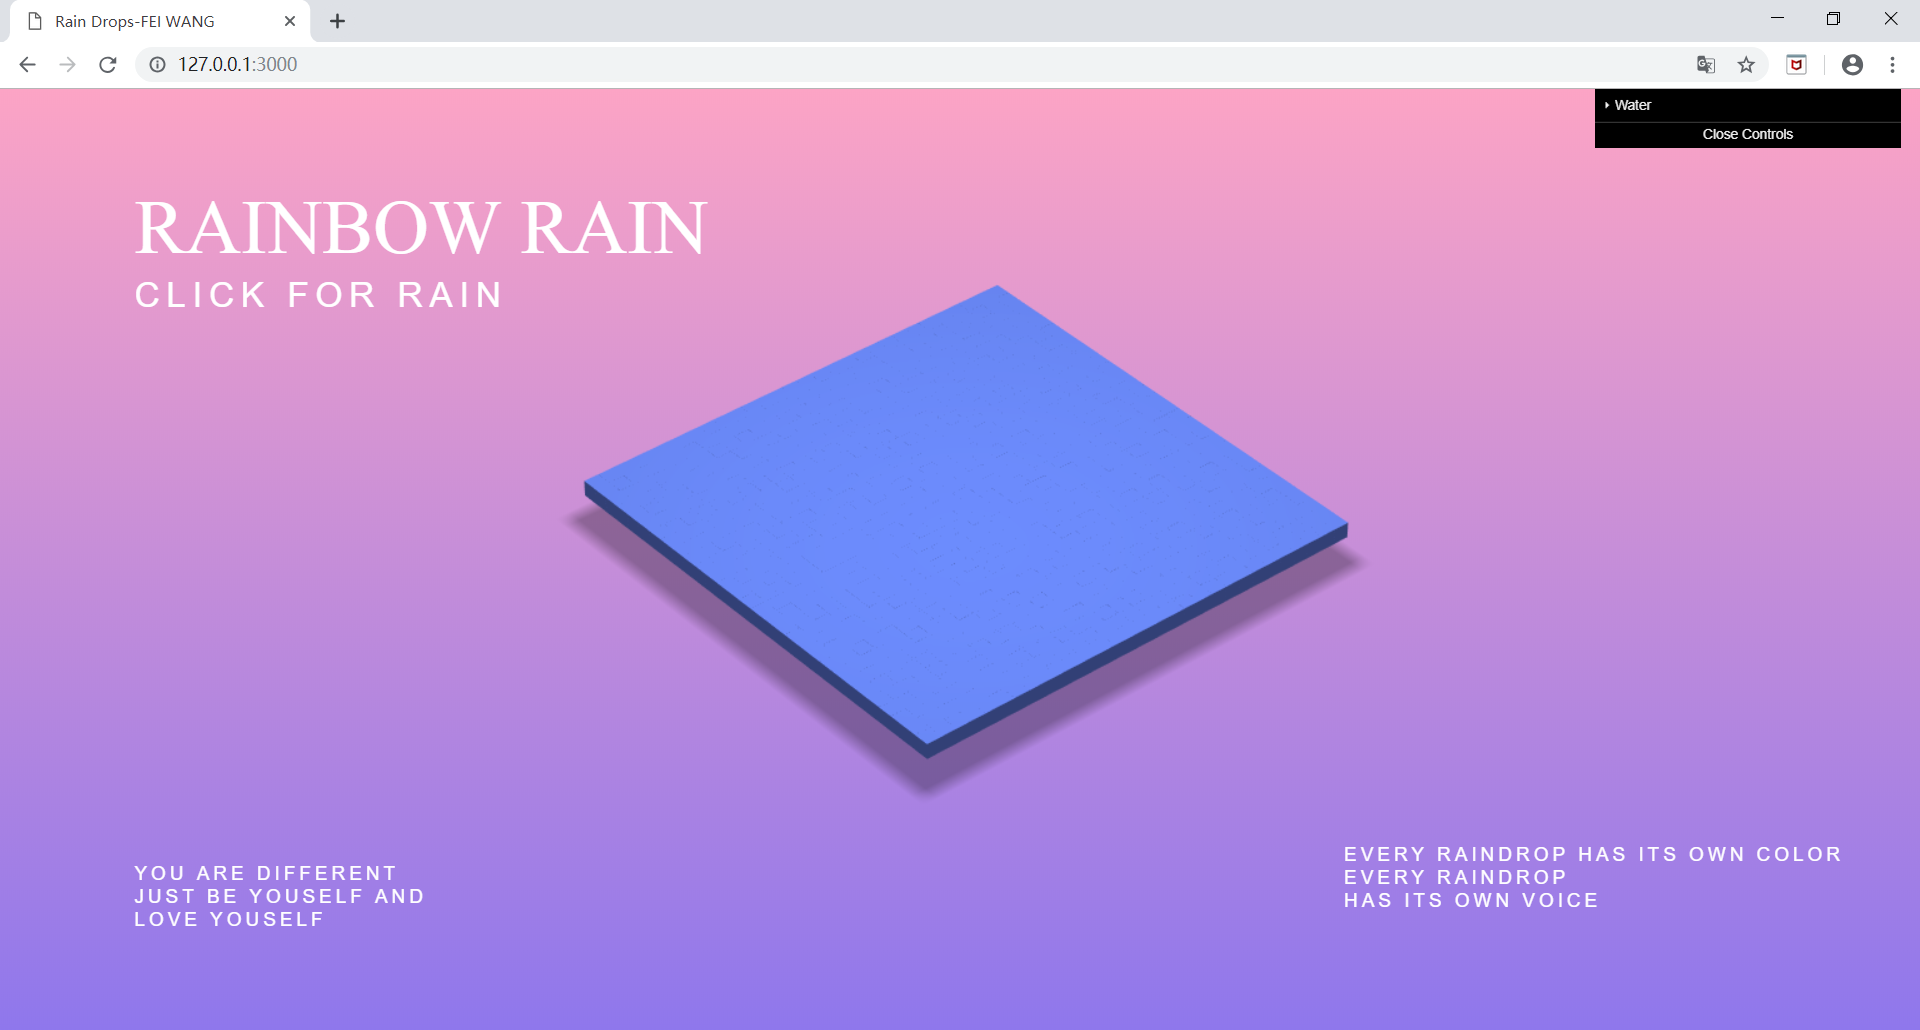 Rain Drops-FEI WANG
127.0.0.1:3000
Water
Close Controls
RAINBOW RAIN
CLICK FOR RAIN
YOU ARE DIFFERENT
JUST BE YOUSELF AND
LOVE YOUSELF
EVERY RAINDROP HAS ITS OWN COLOR
EVERY RAINDROP
HAS ITS OWN VOICE